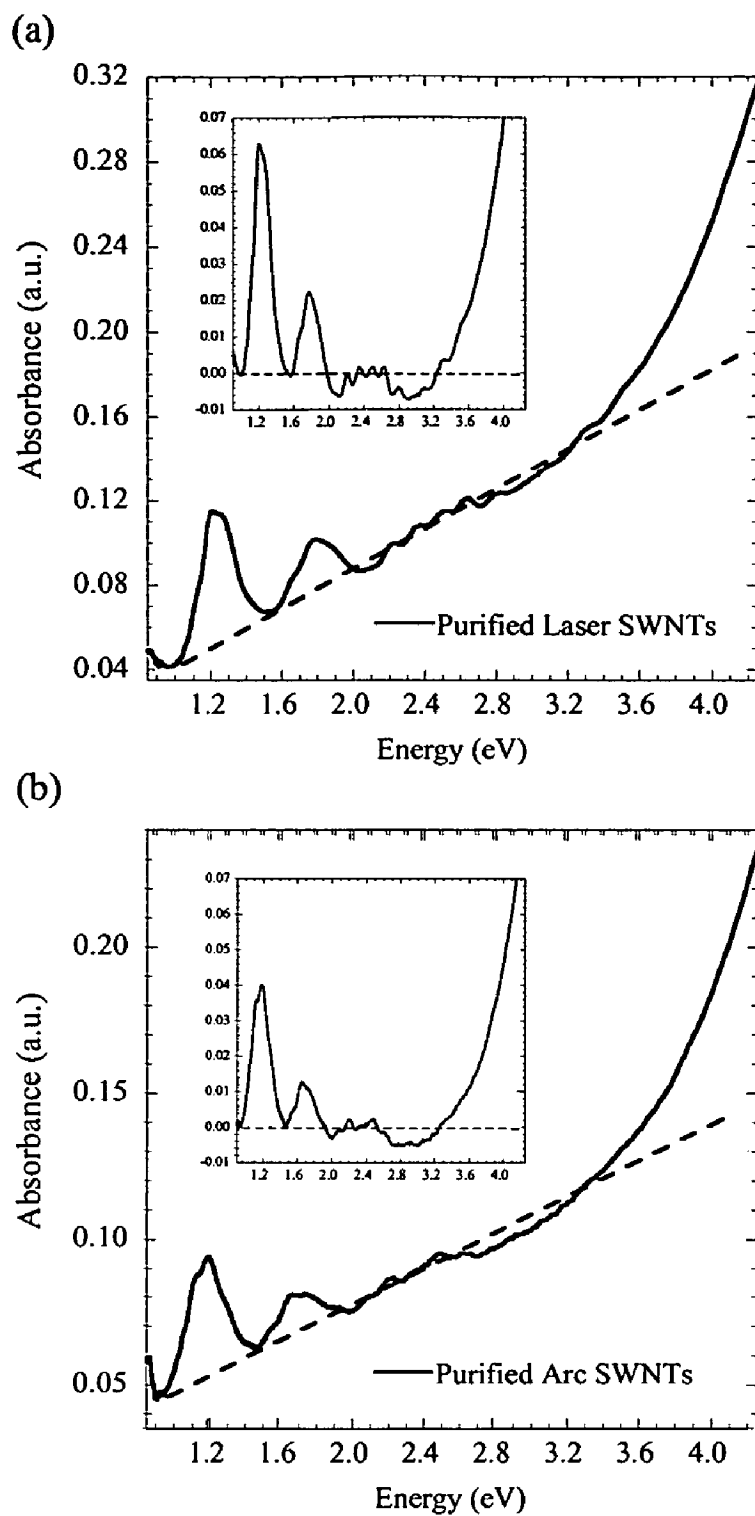 (a)
0.32
0.28
0.24
0.20
0.16
0.12
0.08
0.04
Absorbance (a.u.)
0.07
0.06
0.05
0.04
0.03
0.02
0.01
0.00
-0.01
1.2 1.6 2.0 2.4 2.8 3.2 3.6 4.0
Purified Laser SWNTs
1.2 1.6 2.0 2.4 2.8 3.2 3.6 4.0
Energy (eV)
(b)
0.20
0.15
0.10
0.05
Absorbance (a.u.)
0.07
0.06
0.05
0.04
0.03
0.02
0.01
0.00
-0.01
1.2 1.6 2.0 2.4 2.8 3.2 3.6 4.0
Purified Arc SWNTs
1.2 1.6 2.0 2.4 2.8 3.2 3.6 4.0
Energy (eV)